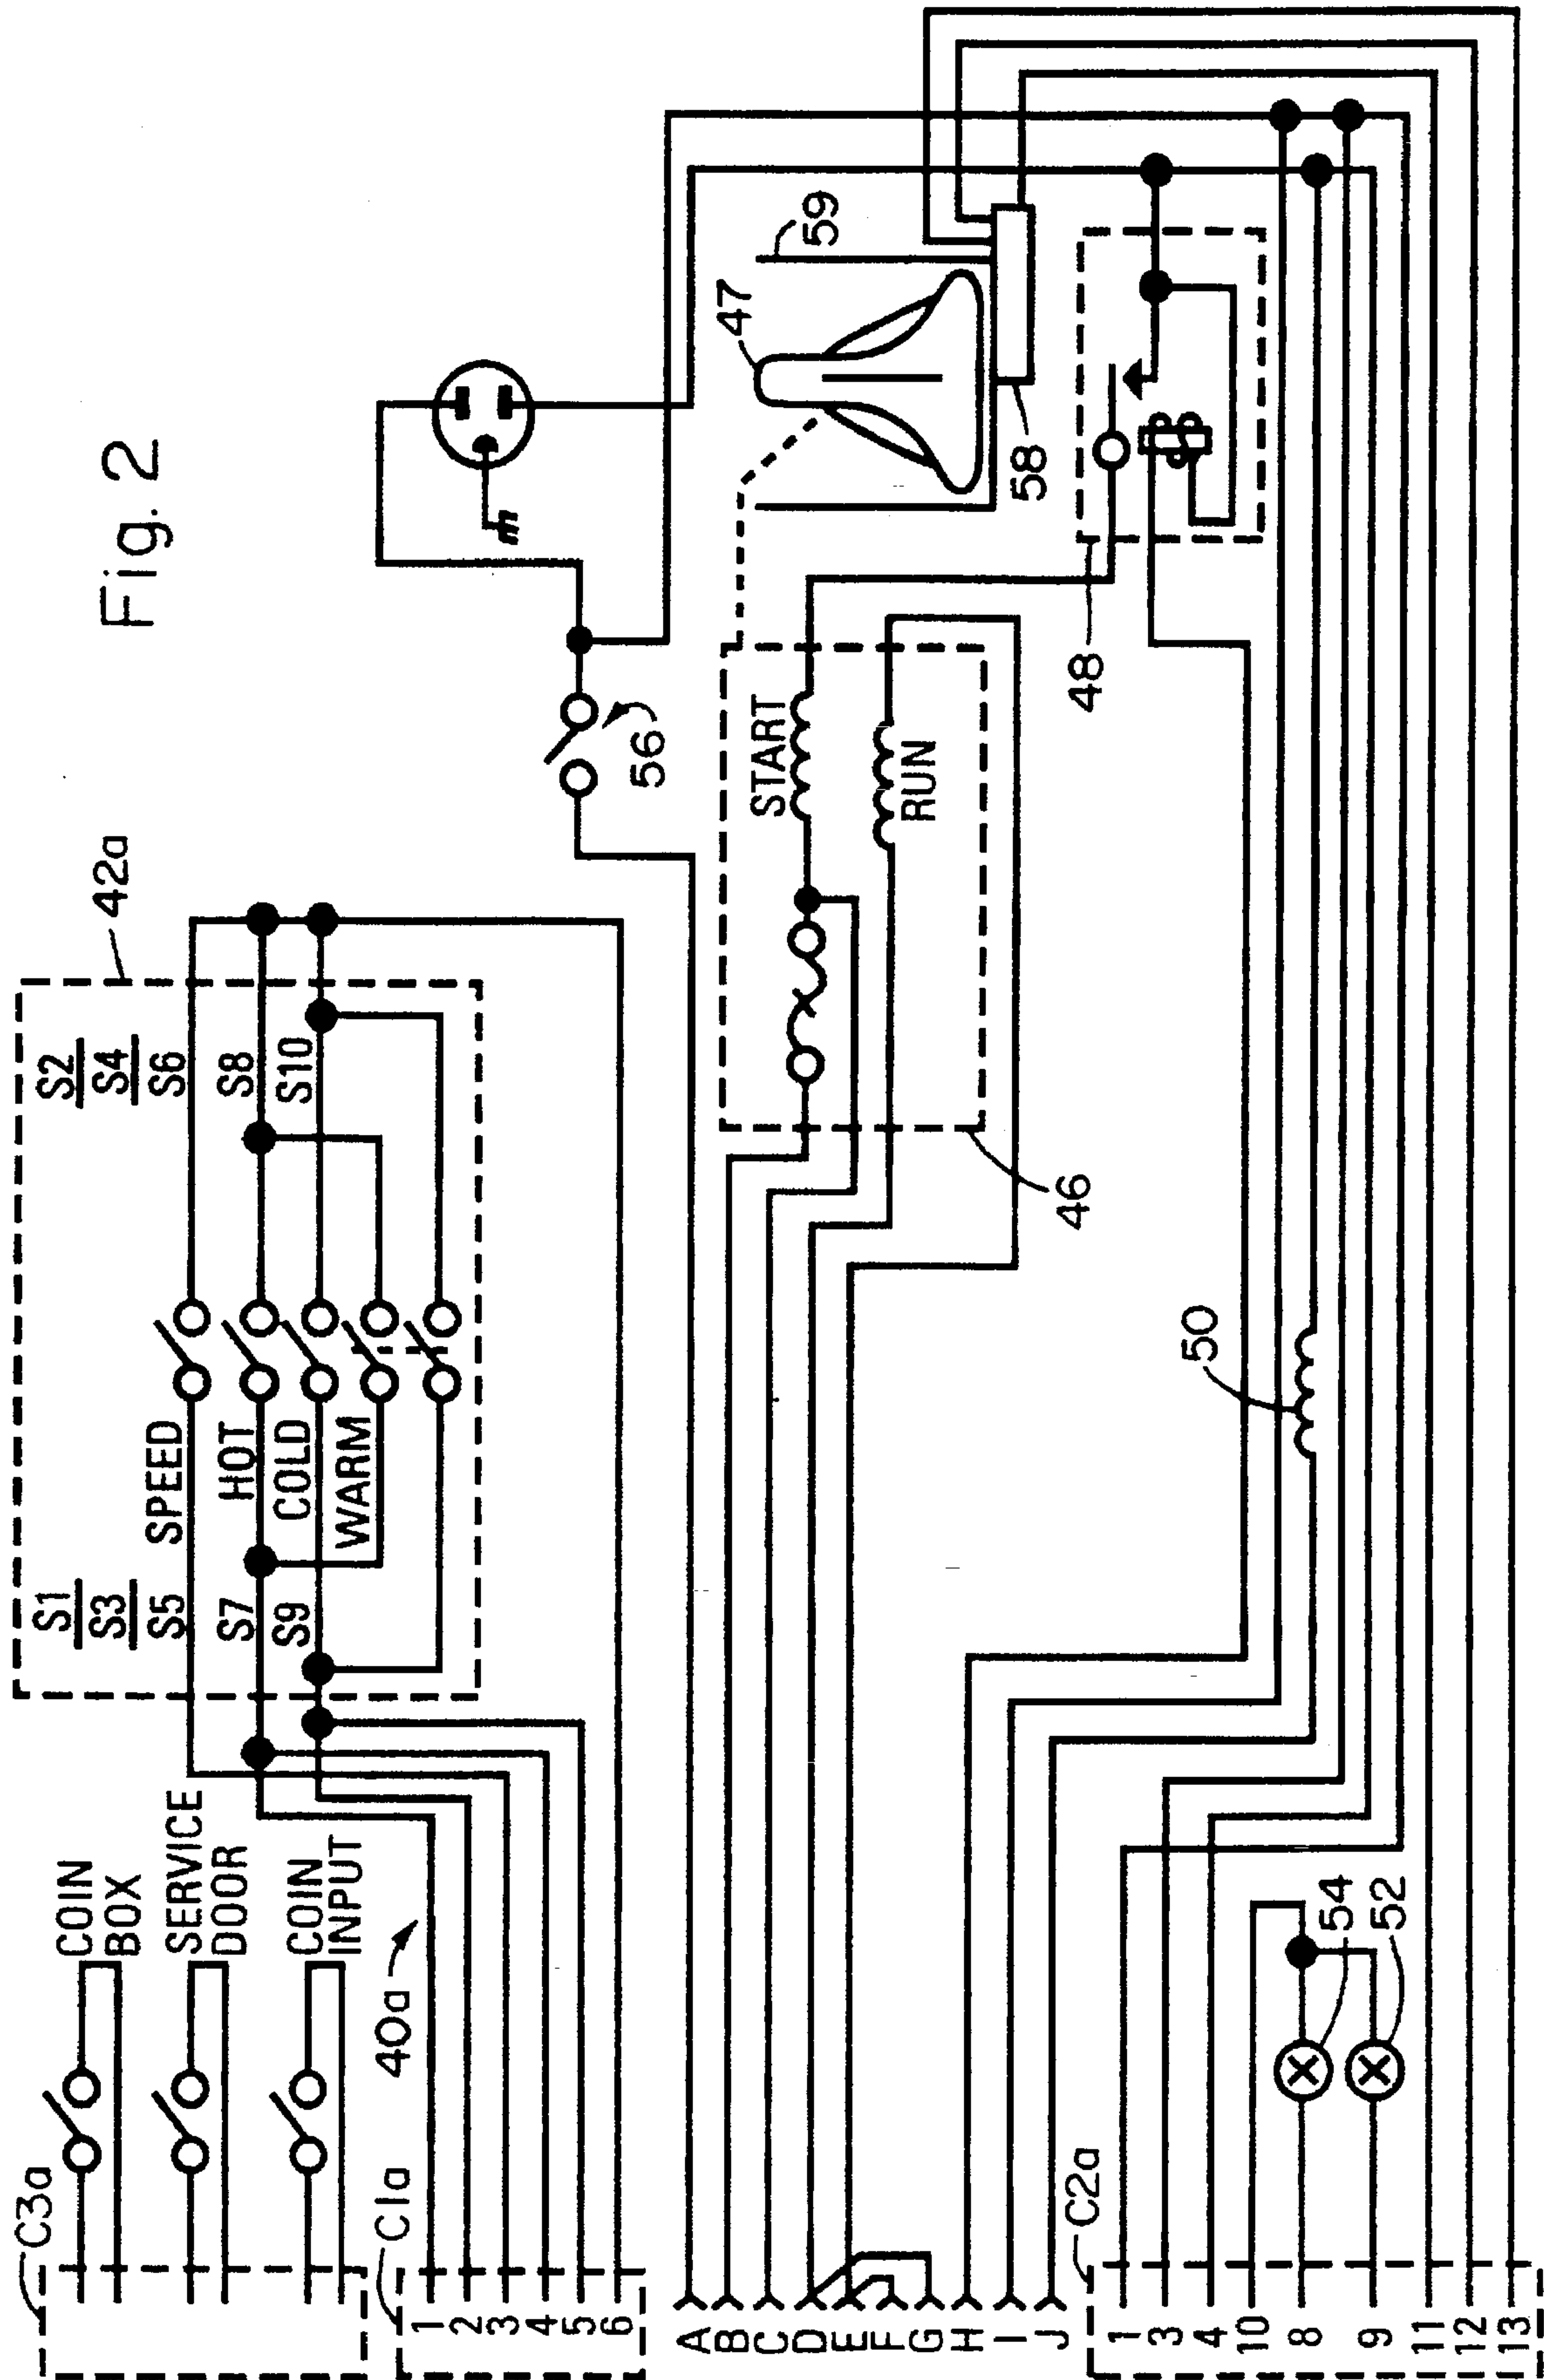 Fig. 2
42a
S2
S4
S6
S8
S10
SPEED
HOT
COLD
WARM
S1
S3
S5
S7
S9
COIN
BOX
SERVICE
DOOR
COIN
INPUT
C3a
40a
C1a
1
2
3
4
5
6
56
59
47
58
48
START
RUN
46
50
A
B
C
D
E
F
G
H
I
J
54
52
C2a
1
3
4
10
8
9
11
12
13